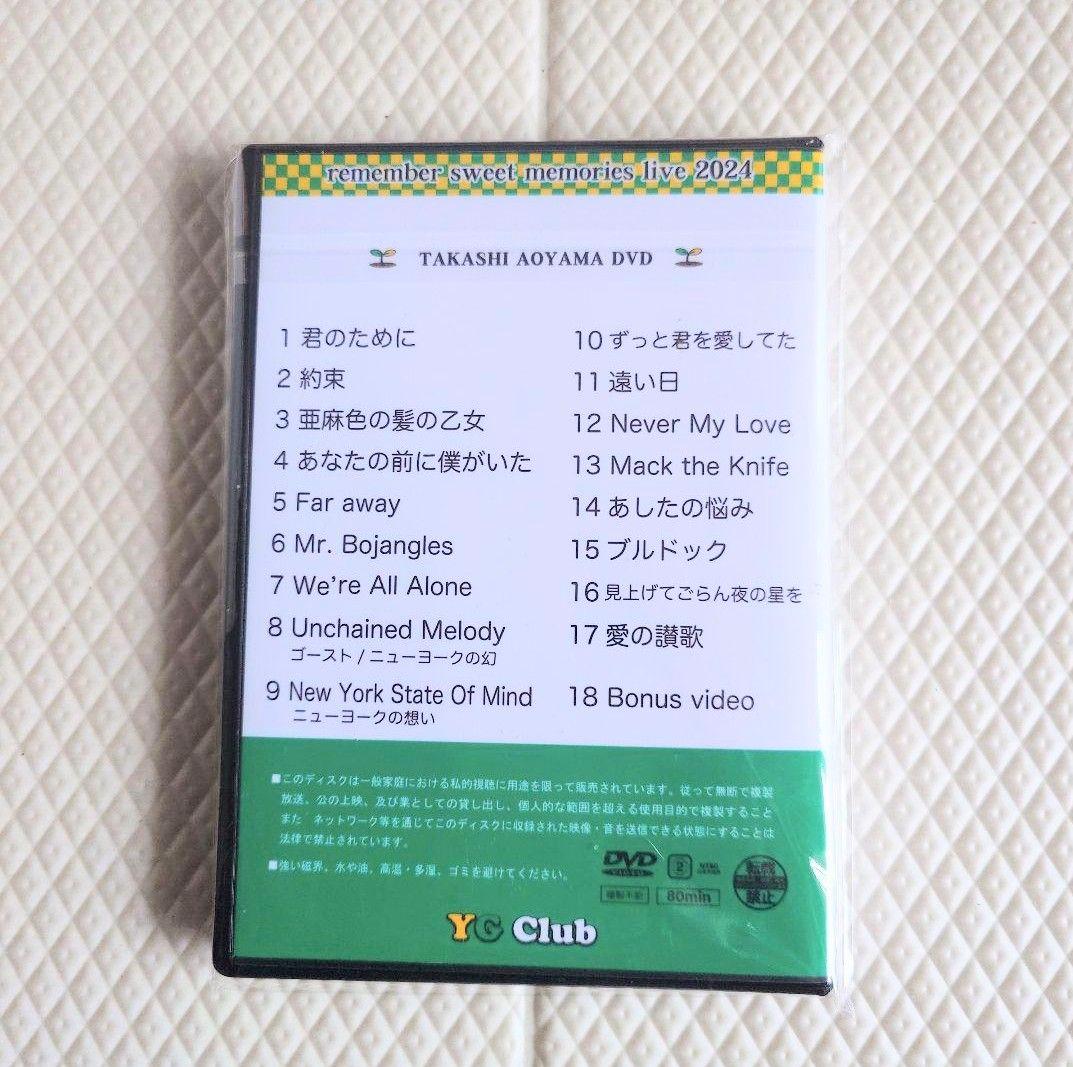 remember sweet memories live 2024
TAKASHI AOYAMA DVD
1 君のために
2 約束
3 亜麻色の髪の乙女
4 あなたの前に僕がいた
5 Far away
6 Mr. Bojangles
7 We're All Alone
8 Unchained Melody
ゴースト / ニューヨークの幻
9 New York State Of Mind
ニューヨークの想い
10 ずっと君を愛してた
11 遠い日
12 Never My Love
13 Mack the Knife
14 あしたの悩み
15 ブルドック
16 見上げてごらん夜の星を
17 愛の讃歌
18 Bonus video
■このディスクは一般家庭における私的視聴に用途を限って販売されています。従って無断で複製
放送、公の上映、及び業としての貸し出し、個人的な範囲を超える使用目的で複製すること
また　ネットワーク等を通じてこのディスクに収録された映像・音を送信できる状態にすることは
法律で禁止されています。
■強い磁界、水や油、高温・多湿、ゴミを避けてください。
DVD
VIDEO
2
複製不能
80min
禁止
YG Club